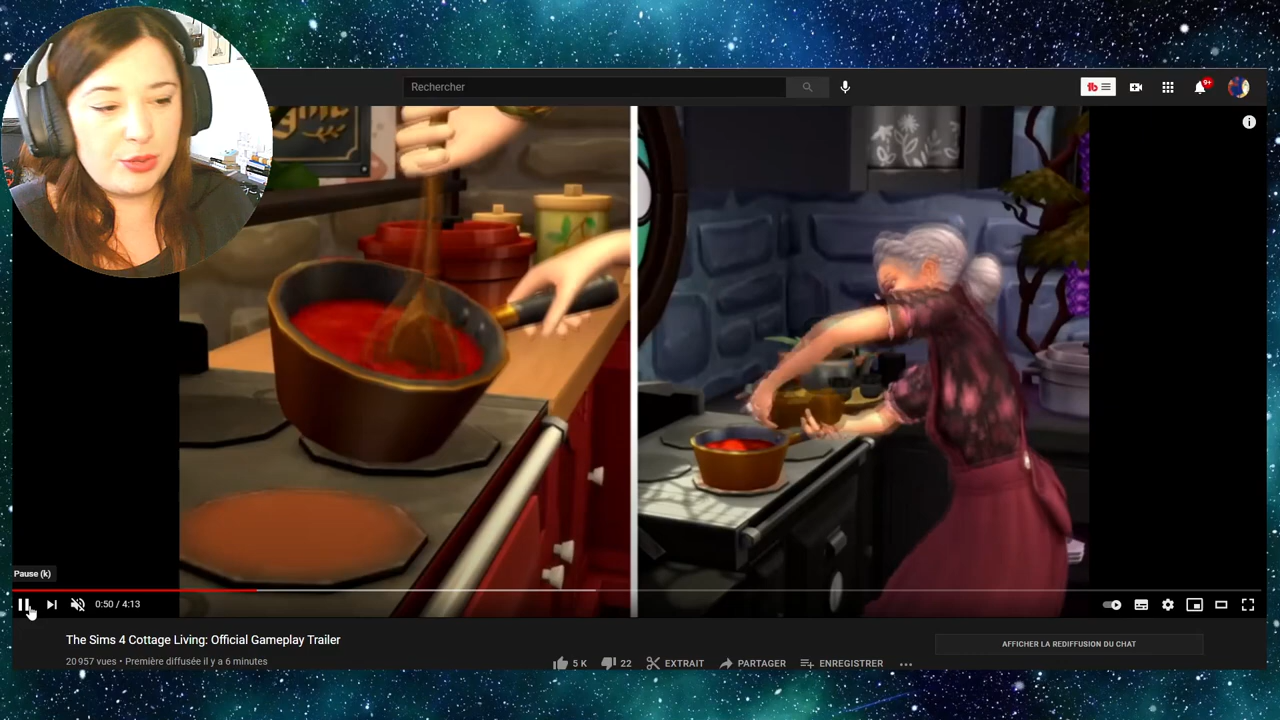 Rechercher
9+
Pause (k)
0:50 / 4:13
The Sims 4 Cottage Living: Official Gameplay Trailer
20 957 vues • Première diffusée il y a 6 minutes
5 K
22
EXTRAIT
PARTAGER
ENREGISTRER
AFFICHER LA REDIFFUSION DU CHAT